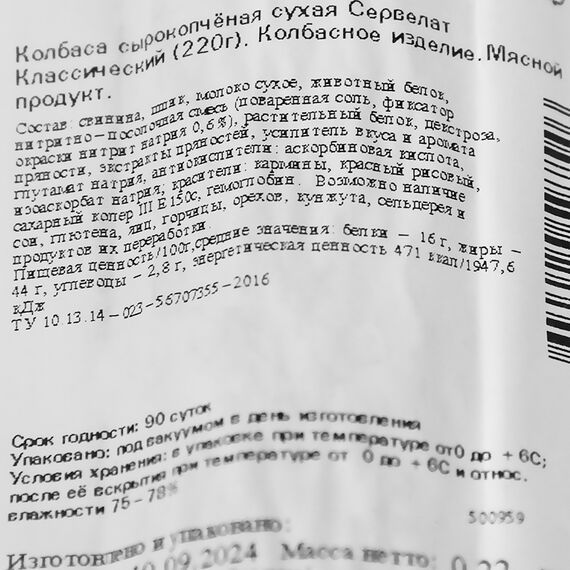 Колбаса сырокопчёная сухая Сервелат
Классический (220г). Колбасное изделие. Мясной
продукт.
Состав: свинина, шпик, молоко сухое, животный белок,
нитритно-посолочная смесь (поваренная соль, фиксатор
окраски нитрит натрия 0,6%), растительный белок, декстроза,
пряности, экстракты пряностей, усилитель вкуса и аромата
глутамат натрия, антиокислители: аскорбиновая кислота,
изоаскорбат натрия, красители: кармины, красный рисовый,
сахарный колер III Е150с, гемоглобин. Возможно наличие
сои, глютена, яиц, горчицы, орехов, кунжута, сельдерея и
продуктов их переработки.
Пищевая ценность/100г,средние значения: белки – 16 г, жиры –
44 г, углеводы – 2,8 г, энергетическая ценность 471 ккал/1947,6
кДж
ТУ 10.13.14–023–56707355–2016
Срок годности: 90 суток
Упаковано: под вакуумом в день изготовления
Условия хранения: в упаковке при температуре от0 до +6С;
после её вскрытия при температуре от 0 до +6С и относ.
влажности 75–78%
500959
Изготовлено и упаковано:
10.09.2024 Масса нетто: 0,22